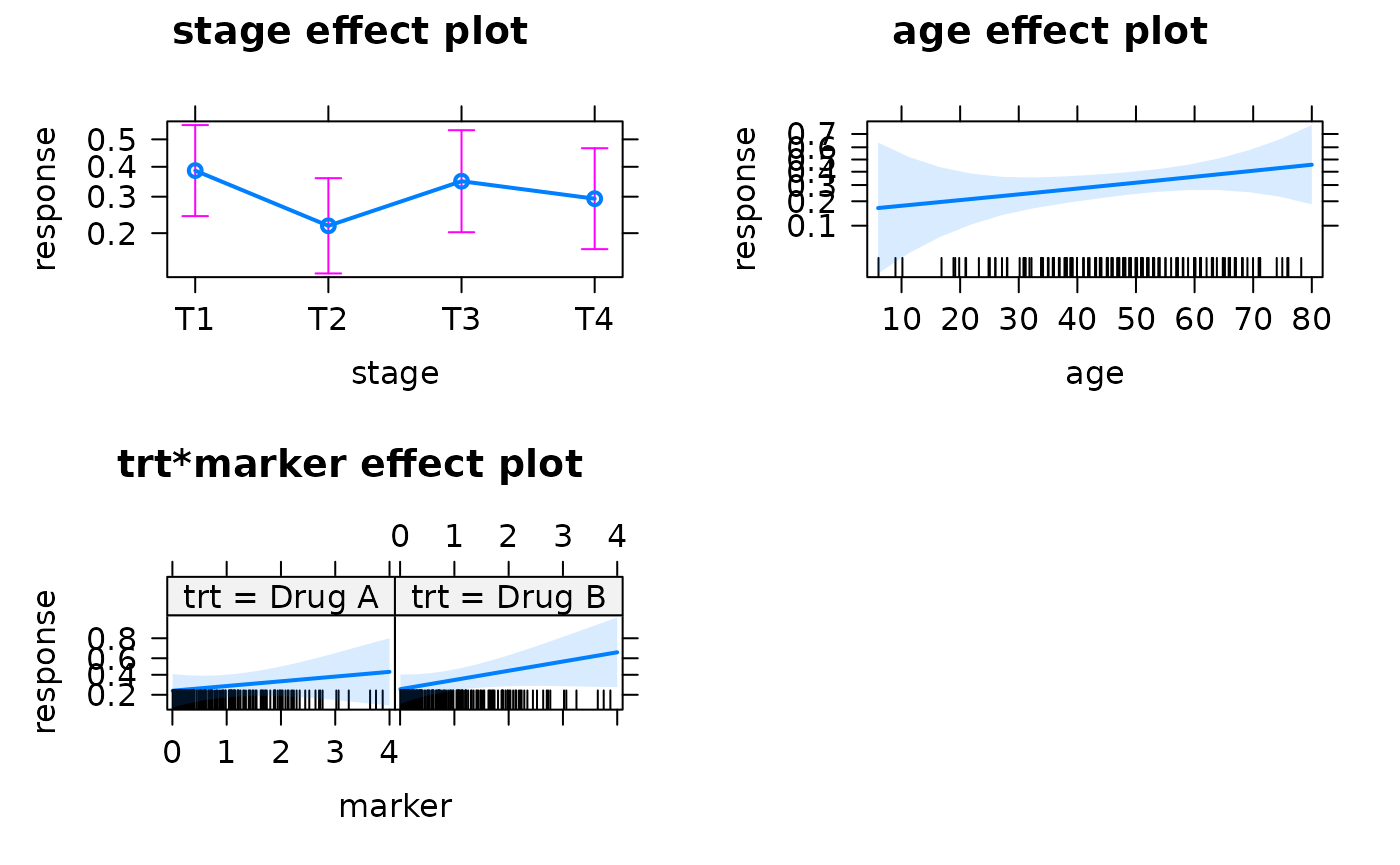 stage effect plot
response
0.5
0.4
0.3
0.2
T1 T2 T3 T4
stage
age effect plot
response
0.7
0.6
0.4
0.3
0.2
0.1
10 20 30 40 50 60 70 80
age
trt*marker effect plot
0 1 2 3 4
trt = Drug A trt = Drug B
response
0.8
0.6
0.4
0.2
0 1 2 3 4
marker